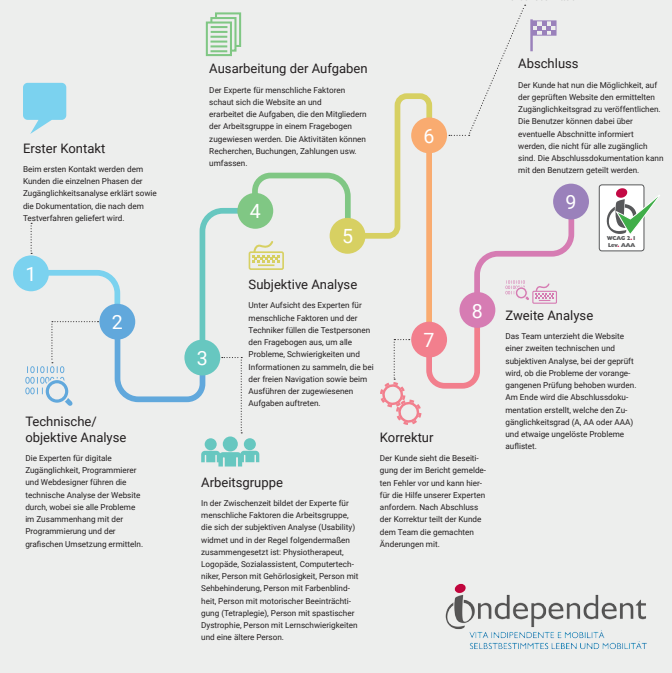 Erster Kontakt
Beim ersten Kontakt werden dem
Kunden die einzelnen Phasen der
Zugänglichkeitsanalyse erklärt sowie
die Dokumentation, die nach dem
Testverfahren geliefert wird.
1
2
10101010
Technische/
objektive Analyse
Die Experten für digitale
Zugänglichkeit, Programmierer
und Webdesigner führen die
technische Analyse der Website
durch, wobei sie alle Probleme
im Zusammenhang mit der
Programmierung und der
grafischen Umsetzung ermitteln.
3
Arbeitsgruppe
In der Zwischenzeit bildet der Experte für
menschliche Faktoren die Arbeitsgruppe,
die sich der subjektiven Analyse (Usability)
widmet und in der Regel folgendermaßen
zusammengesetzt ist: Physiotherapeut,
Logopäde, Sozialassistent, Computertech-
niker, Person mit Gehörlosigkeit, Person mit
Sehbehinderung, Person mit Farbenblind-
heit, Person mit motorischer Beeinträchti-
gung (Tetraplegie), Person mit spastischer
Dystrophie, Person mit Lernschwierigkeiten
und eine ältere Person.
Ausarbeitung der Aufgaben
Der Experte für menschliche Faktoren
schaut sich die Website an und
erarbeitet die Aufgaben, die den Mitgliedern
der Arbeitsgruppe in einem Fragebogen
zugewiesen werden. Die Aktivitäten können
Recherchen, Buchungen, Zahlungen usw.
umfassen.
4
5
Subjektive Analyse
Unter Aufsicht des Experten für
menschliche Faktoren und der
Techniker füllen die Testpersonen
den Fragebogen aus, um alle
Probleme, Schwierigkeiten und
Informationen zu sammeln, die bei
der freien Navigation sowie beim
Ausführen der zugewiesenen
Aufgaben auftreten.
6
7
Korrektur
Der Kunde sieht die Beseiti-
gung der im Bericht gemelde-
ten Fehler vor und kann hier-
für die Hilfe unserer Experten
anfordern. Nach Abschluss
der Korrektur teilt der Kunde
dem Team die gemachten
Änderungen mit.
8
Zweite Analyse
Das Team unterzieht die Website
einer zweiten technischen und
subjektiven Analyse, bei der geprüft
wird, ob die Probleme der vorange-
gangenen Prüfung behoben wurden.
Am Ende wird die Abschlussdoku-
mentation erstellt, welche den Zu-
gänglichkeitsgrad (A, AA oder AAA)
und etwaige ungelöste Probleme
auflistet.
Abschluss
Der Kunde hat nun die Möglichkeit, auf
der geprüften Website den ermittelten
Zugänglichkeitsgrad zu veröffentlichen.
Die Benutzer können dabei über
eventuelle Abschnitte informiert
werden, die nicht für alle zugänglich
sind. Die Abschlussdokumentation kann
mit den Benutzern geteilt werden.
9
WCAG 2.1
Lev. AAA
independent
VITA INDIPENDENTE E MOBILITÀ
SELBSTBESTIMMTES LEBEN UND MOBILITÄT